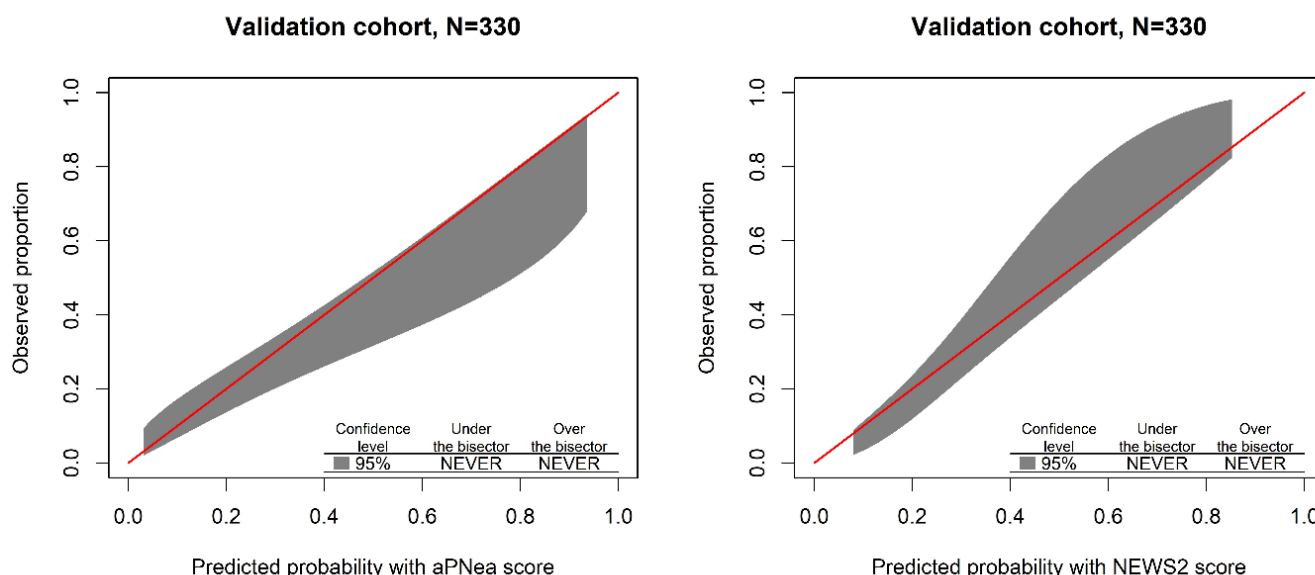 Validation cohort, N=330
Observed proportion
1.0
0.8
0.6
0.4
0.2
0.0
Confidence level Under the bisector Over the bisector
95% NEVER NEVER
0.0 0.2 0.4 0.6 0.8 1.0
Predicted probability with aPNea score
Validation cohort, N=330
Observed proportion
1.0
0.8
0.6
0.4
0.2
0.0
Confidence level Under the bisector Over the bisector
95% NEVER NEVER
0.0 0.2 0.4 0.6 0.8 1.0
Predicted probability with NEWS2 score